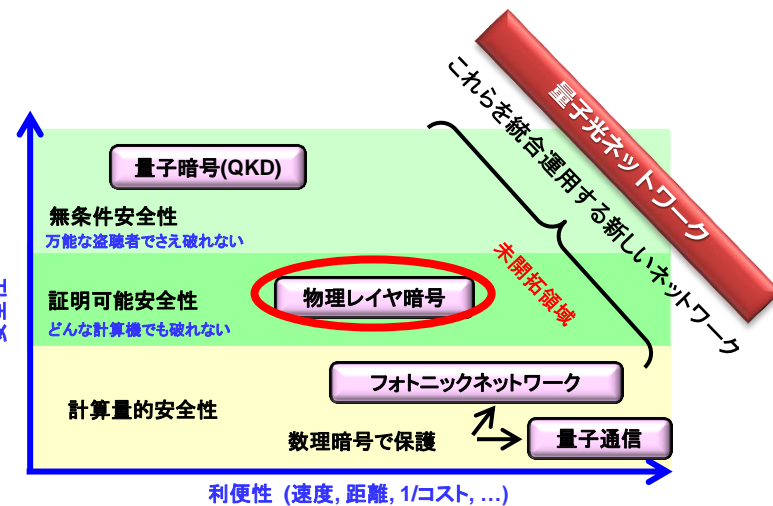 量子光ネットワーク
これらを統合運用する新しいネットワーク
量子暗号(QKD)
無条件安全性
万能な盗聴者でさえ破れない
未開拓領域
物理レイヤ暗号
証明可能安全性
どんな計算機でも破れない
フォトニックネットワーク
計算量的安全性
数理暗号で保護
量子通信
利便性 (速度, 距離, 1/コスト, …)